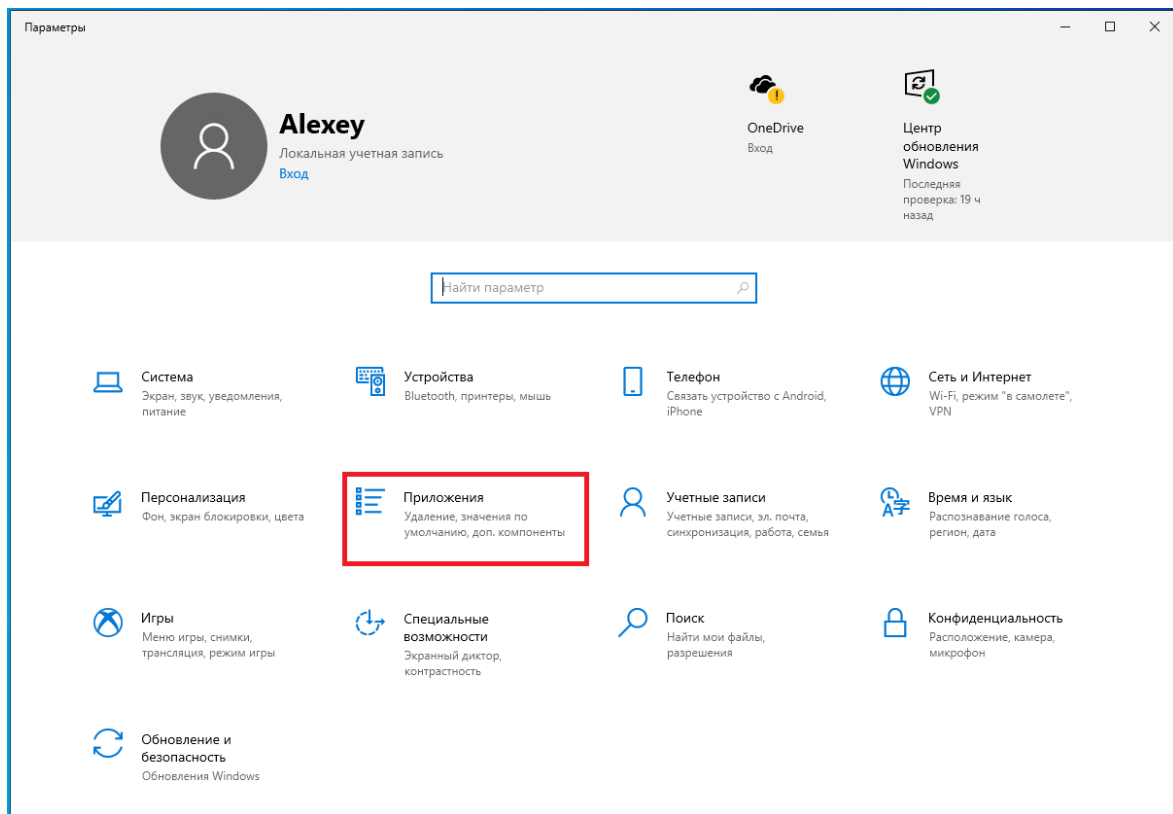 Параметры
Alexey
Локальная учетная запись
Вход
OneDrive
Вход
Центр
обновления
Windows
Последняя
проверка: 19 ч
назад
Найти параметр
Система
Экран, звук, уведомления,
питание
Устройства
Bluetooth, принтеры, мышь
Телефон
Связать устройство с Android,
iPhone
Сеть и Интернет
Wi-Fi, режим "в самолете",
VPN
Персонализация
Фон, экран блокировки, цвета
Приложения
Удаление, значения по
умолчанию, доп. компоненты
Учетные записи
Учетные записи, эл. почта,
синхронизация, работа, семья
Время и язык
Распознавание голоса,
регион, дата
Игры
Меню игры, снимки,
трансляция, режим игры
Специальные
возможности
Экранный диктор,
контрастность
Поиск
Найти мои файлы,
разрешения
Конфиденциальность
Расположение, камера,
микрофон
Обновление и
безопасность
Обновления Windows